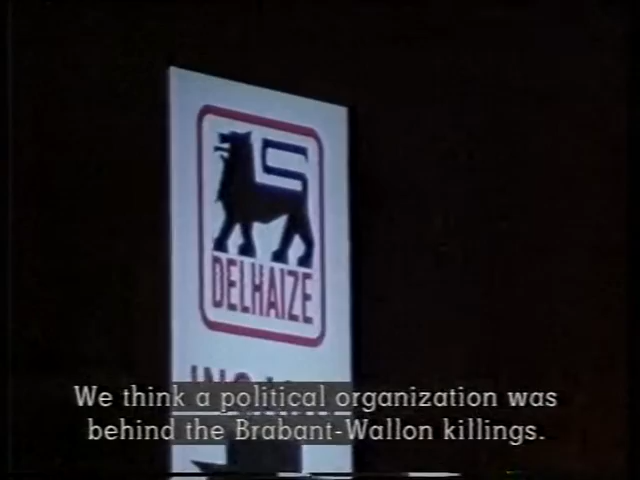 DELHAIZE
We think a political organization was
behind the Brabant-Wallon killings.